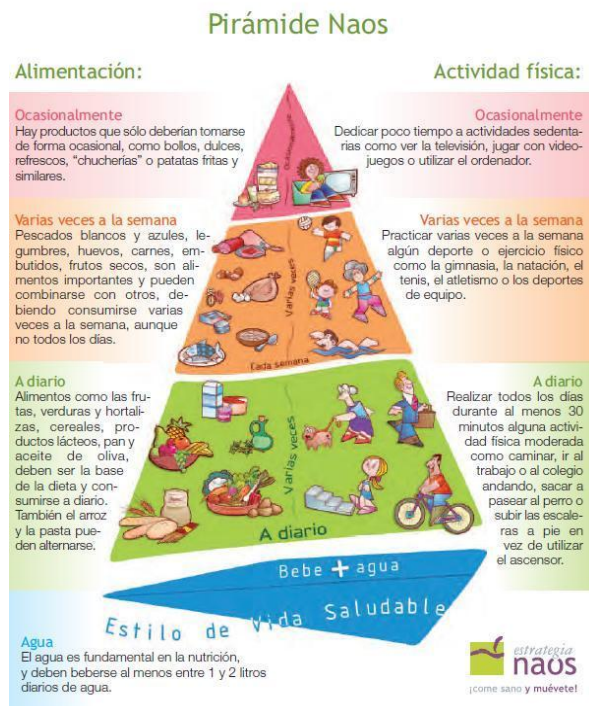 Pirámide Naos
Alimentación:
Actividad física:
Ocasionalmente
Hay productos que sólo deberían tomarse
de forma ocasional, como bollos, dulces,
refrescos, “chucherías” o patatas fritas y
similares.
Ocasionalmente
Dedicar poco tiempo a actividades sedenta-
rias como ver la televisión, jugar con video-
juegos o utilizar el ordenador.
Ocasionalmente
Varias veces a la semana
Pescados blancos y azules, le-
gumbres, huevos, carnes, em-
butidos, frutos secos, son ali-
mentos importantes y pueden
combinarse con otros, de-
biendo consumirse varias
veces a la semana, aunque
no todos los días.
Varias veces a la semana
Practicar varias veces a la semana
algún deporte o ejercicio físico
como la gimnasia, la natación, el
tenis, el atletismo o los deportes
de equipo.
Varias veces
Cada semana
A diario
Alimentos como las fru-
tas, verduras y hortali-
zas, cereales, pro-
ductos lácteos, pan y
aceite de oliva,
deben ser la base
de la dieta y con-
sumirse a diario.
También el arroz
y la pasta pue-
den alternarse.
A diario
Realizar todos los días
durante al menos 30
minutos alguna activi-
dad física moderada
como caminar, ir al
trabajo o al colegio
andando, sacar a
pasear al perro o
subir las escale-
ras a pie en
vez de utilizar
el ascensor.
Varias veces
A diario
Bebe + agua
Estilo de Vida Saludable
Agua
El agua es fundamental en la nutrición,
y deben beberse al menos entre 1 y 2 litros
diarios de agua.
estrategia
naos
¡come sano y muévete!